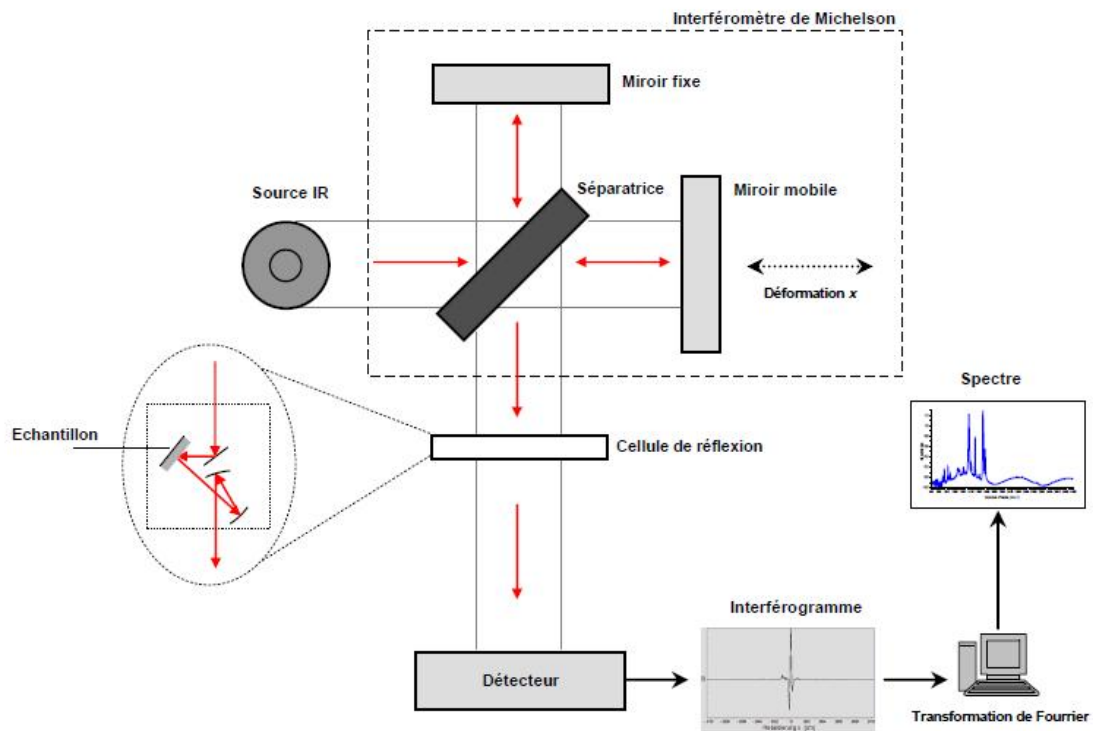 Interféromètre de Michelson
Miroir fixe
Source IR
Séparatrice
Miroir mobile
Déformation x
Spectre
Echantillon
Cellule de réflexion
Interférogramme
Détecteur
Transformation de Fourrier